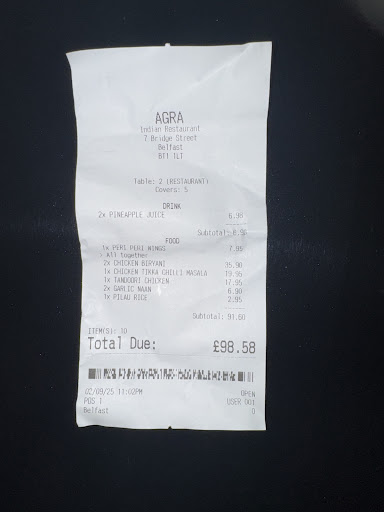 AGRA
Indian Restaurant
7 Bridge Street
Belfast
BT1 1LT
Table: 2 (RESTAURANT)
Covers: 5
DRINK
2x PINEAPPLE JUICE 6.98
Subtotal: 6.98
FOOD
1x PERI PERI WINGS 7.95
> All together
2x CHICKEN BIRYANI 35.90
1x CHICKEN TIKKA CHILLI MASALA 19.95
1x TANDOORI CHICKEN 17.95
2x GARLIC NAAN 6.90
1x PILAU RICE 2.95
Subtotal: 91.60
ITEM(S): 10
Total Due: £98.58
02/09/25 OPEN
POS 1 USER 001
Belfast 0